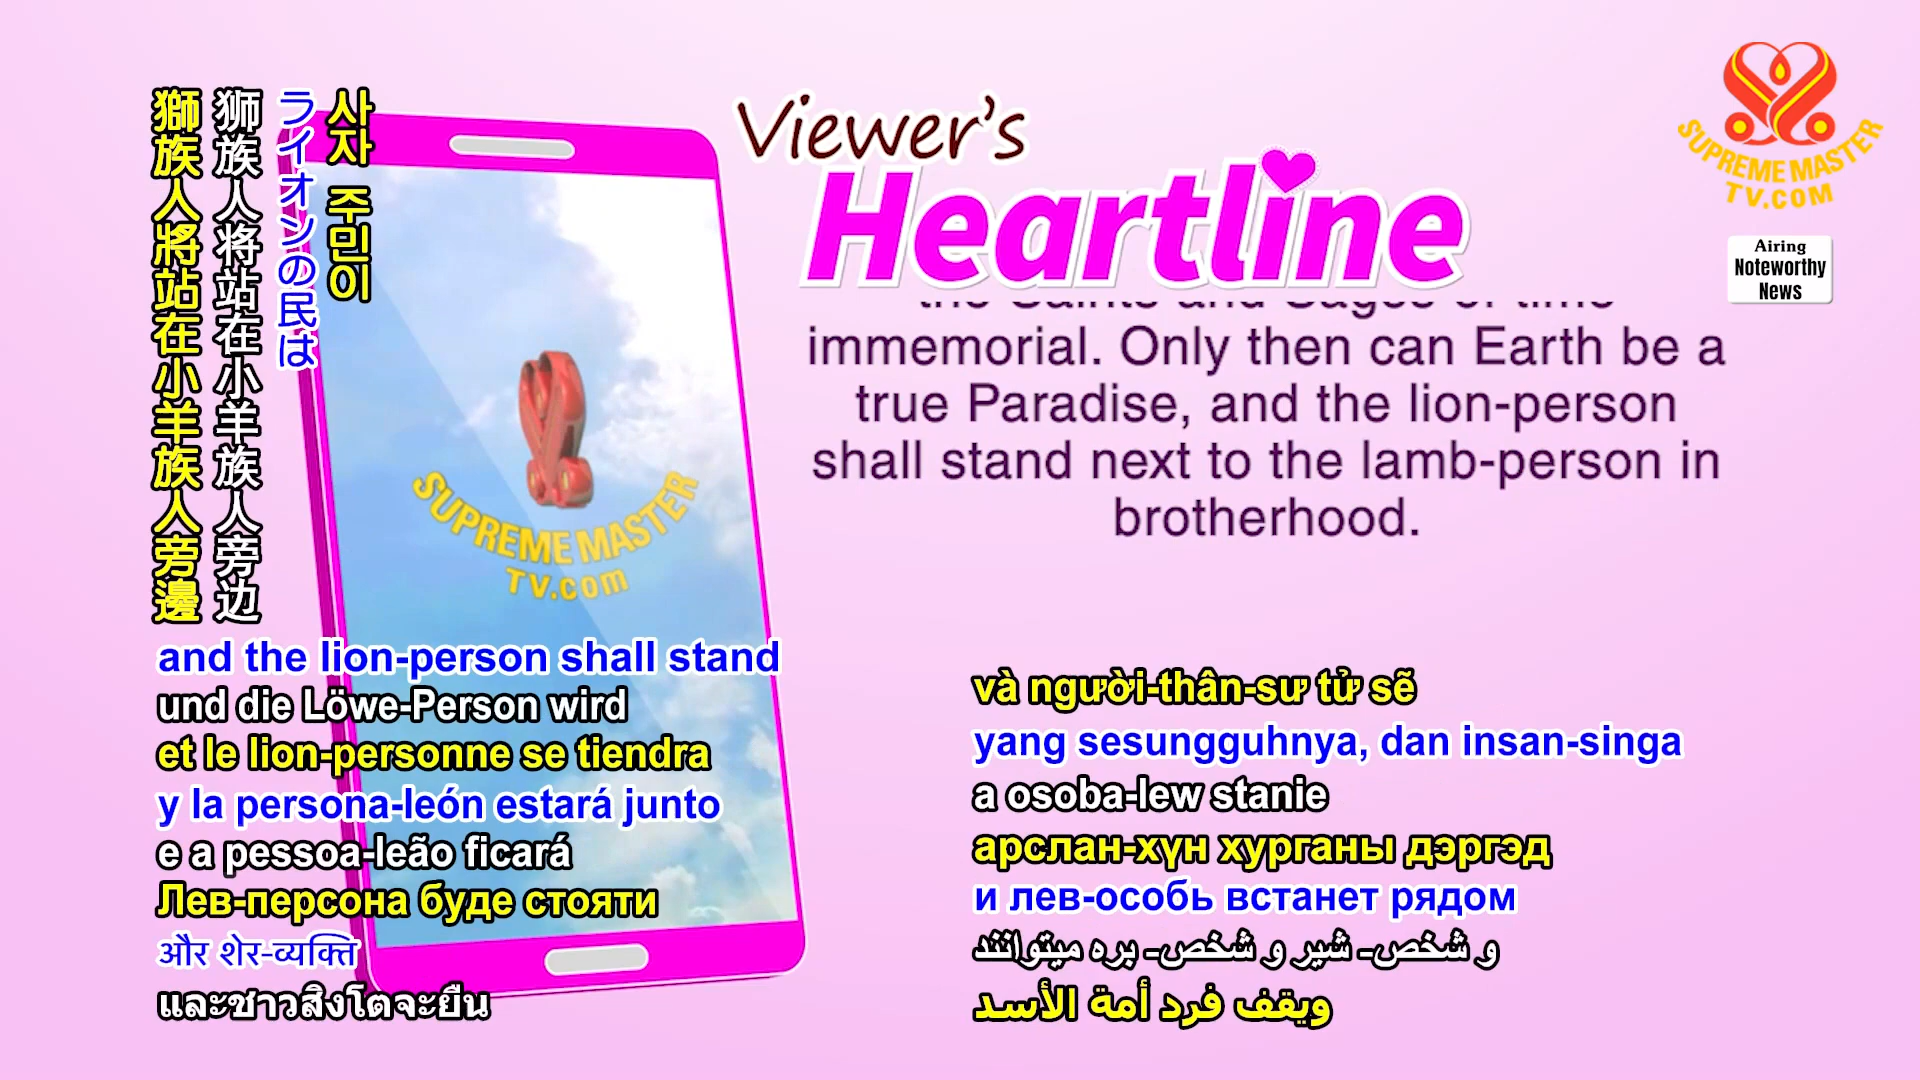 獅族人將站在小羊族人旁邊
狮族人将站在小羊族人旁边
ライオンの民は
사자 주민이
Viewer's
Heartline
SUPREME MASTER
TV.COM
Airing
Noteworthy
News
the Saints and Sages of time
immemorial. Only then can Earth be a
true Paradise, and the lion-person
shall stand next to the lamb-person in
brotherhood.
SUPREME MASTER
TV.com
and the lion-person shall stand
und die Löwe-Person wird
et le lion-personne se tiendra
y la persona-león estará junto
e a pessoa-leão ficará
Лев-персона буде стояти
और शेर-व्यक्ति
และชาวสิงโตจะยืน
và người-thân-sư tử sẽ
yang sesungguhnya, dan insan-singa
a osoba-lew stanie
арслан-хүн хурганы дэргэд
и лев-особь встанет рядом
و شخص- شیر و شخص- بره میتوانند
ويقف فرد أمة الأسد